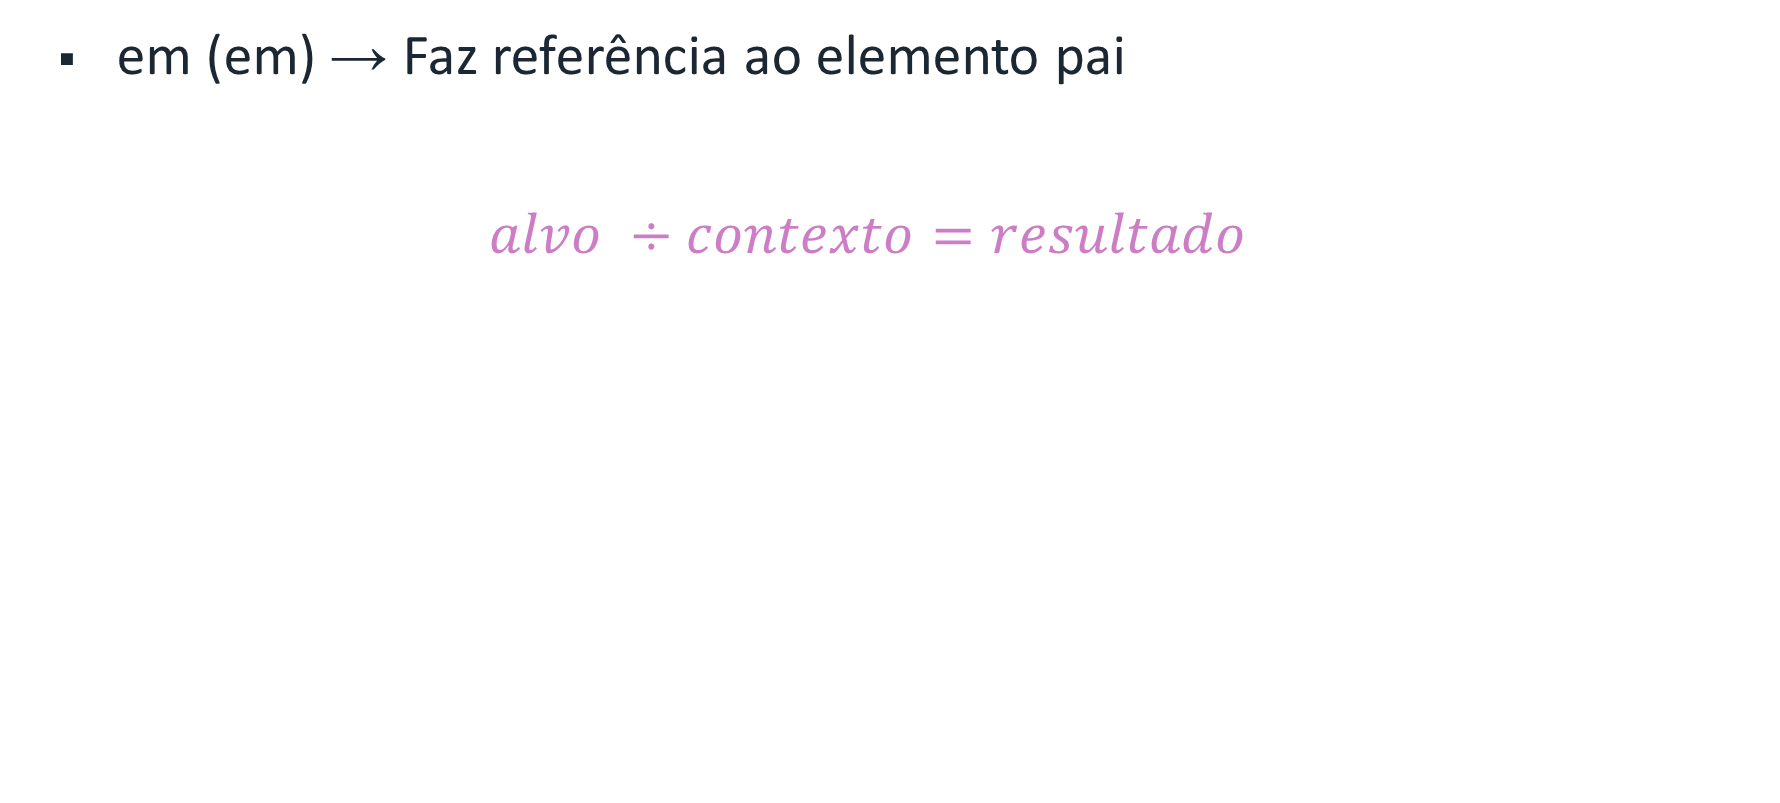 ▪ em (em) → Faz referência ao elemento pai
alvo ÷ contexto = resultado